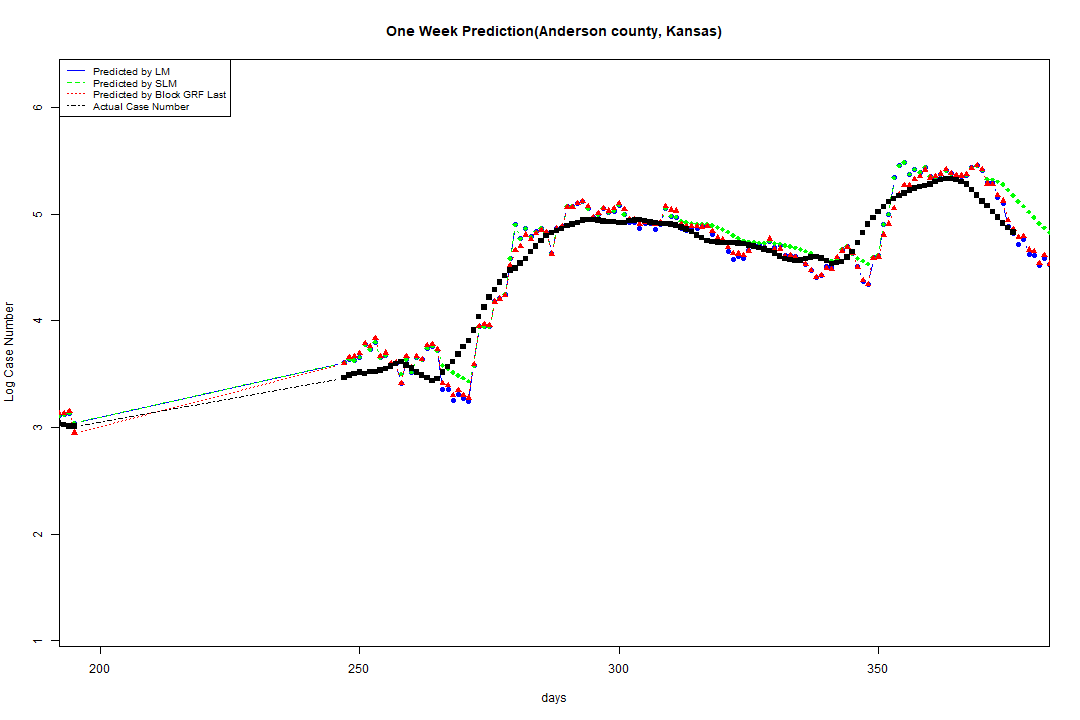 One Week Prediction(Anderson county, Kansas)
Predicted by LM
Predicted by SLM
Predicted by Block GRF Last
Actual Case Number
6
5
4
3
2
1
Log Case Number
200
250
300
350
days